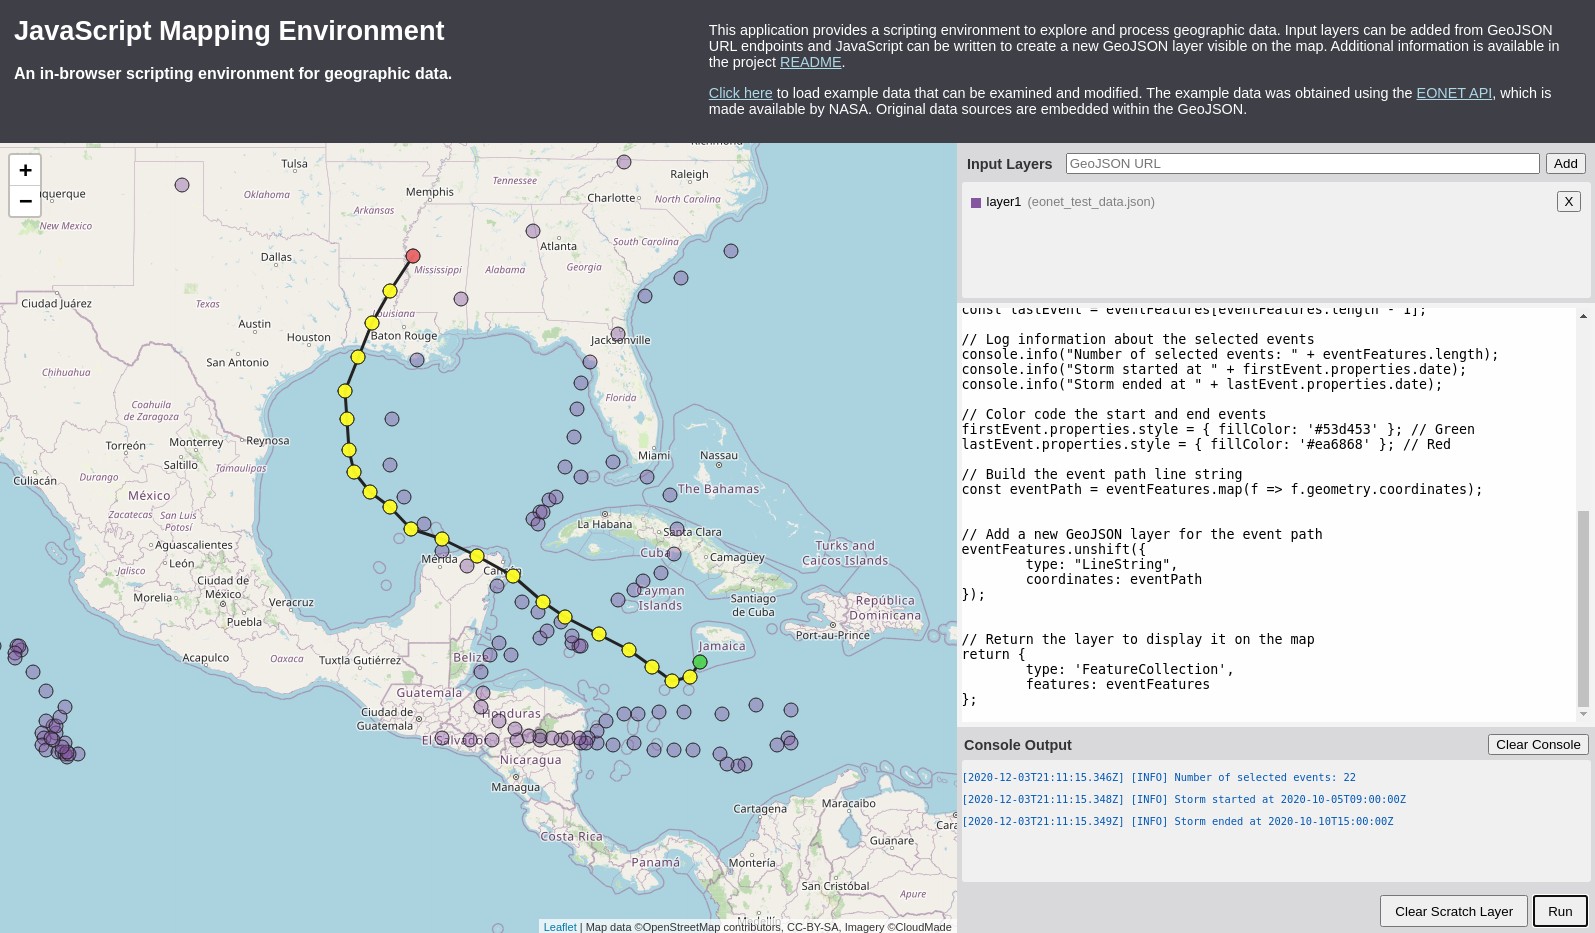 JavaScript Mapping Environment
An in-browser scripting environment for geographic data.
This application provides a scripting environment to explore and process geographic data. Input layers can be added from GeoJSON
URL endpoints and JavaScript can be written to create a new GeoJSON layer visible on the map. Additional information is available in
the project README.
Click here to load example data that can be examined and modified. The example data was obtained using the EONET API, which is
made available by NASA. Original data sources are embedded within the GeoJSON.
+
−
Tulsa
Oklahoma
Memphis
Tennessee
Raleigh
Charlotte
North Carolina
New Mexico
Arkansas
Atlanta
South Carolina
Dallas
Mississippi
Alabama
Georgia
Ciudad Juárez
Texas
Austin
Houston
Baton Rouge
Jacksonville
San Antonio
Chihuahua
Florida
Coahuila
de Zaragoza
Torreón
Monterrey
Reynosa
Saltillo
Tamaulipas
Miami
Nassau
Culiacán
Durango
México
The Bahamas
Zacatecas
San Luis
Potosí
La Habana
Santa Clara
Aguascalientes
León
Mérida
Cuba
Camagüey
Turks and
Caicos Islands
Jalisco
Ciudad de
México
Morelia
Veracruz
Puebla
Cayman
Islands
Santiago
de Cuba
República
Dominicana
Port-au-Prince
Jamaica
Acapulco
Oaxaca
Tuxtla Gutiérrez
Belize
Guatemala
Ciudad de
Guatemala
Honduras
El Salvador
Nicaragua
Managua
Costa Rica
Cartagena
Maracaibo
Guanare
Panamá
Montería
San Cristóbal
Apure
Leaflet | Map data ©OpenStreetMap contributors, CC-BY-SA, Imagery ©CloudMade
Input Layers
GeoJSON URL
Add
layer1 (eonet_test_data.json)
X
const lastEvent = eventFeatures[eventFeatures.length - 1];
// Log information about the selected events
console.info("Number of selected events: " + eventFeatures.length);
console.info("Storm started at " + firstEvent.properties.date);
console.info("Storm ended at " + lastEvent.properties.date);
// Color code the start and end events
firstEvent.properties.style = { fillColor: '#53d453' }; // Green
lastEvent.properties.style = { fillColor: '#ea6868' }; // Red
// Build the event path line string
const eventPath = eventFeatures.map(f => f.geometry.coordinates);
// Add a new GeoJSON layer for the event path
eventFeatures.unshift({
type: "LineString",
coordinates: eventPath
});
// Return the layer to display it on the map
return {
type: 'FeatureCollection',
features: eventFeatures
};
Console Output
Clear Console
[2020-12-03T21:11:15.346Z] [INFO] Number of selected events: 22
[2020-12-03T21:11:15.348Z] [INFO] Storm started at 2020-10-05T09:00:00Z
[2020-12-03T21:11:15.349Z] [INFO] Storm ended at 2020-10-10T15:00:00Z
Clear Scratch Layer
Run